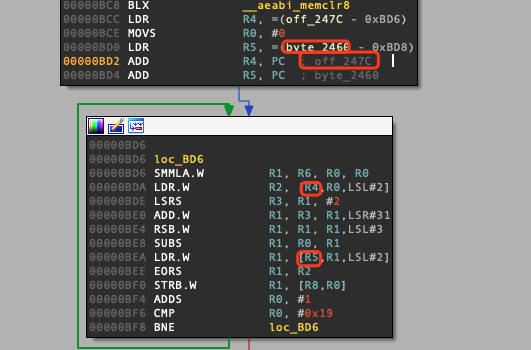 00000BC8 BLX __aeabi_memclr8
00000BCC LDR R4, =(off_247C - 0xBD6)
00000BCE MOVS R0, #0
00000BD0 LDR R5, =(byte_2460 - 0xBD8)
00000BD2 ADD R4, PC ; off_247C
00000BD4 ADD R5, PC ; byte_2460
00000BD6
00000BD6 loc_BD6
00000BD6 SMMLA.W R1, R6, R0, R0
00000BDA LDR.W R2, [R4,R0,LSL#2]
00000BDE LSRS R3, R1, #2
00000BE0 ADD.W R1, R3, R1,LSR#31
00000BE4 RSB.W R1, R1, R1,LSL#3
00000BE8 SUBS R1, R0, R1
00000BEA LDR.W R1, [R5,R1,LSL#2]
00000BEE EORS R1, R2
00000BF0 STRB.W R1, [R8,R0]
00000BF4 ADDS R0, #1
00000BF6 CMP R0, #0x19
00000BF8 BNE loc_BD6